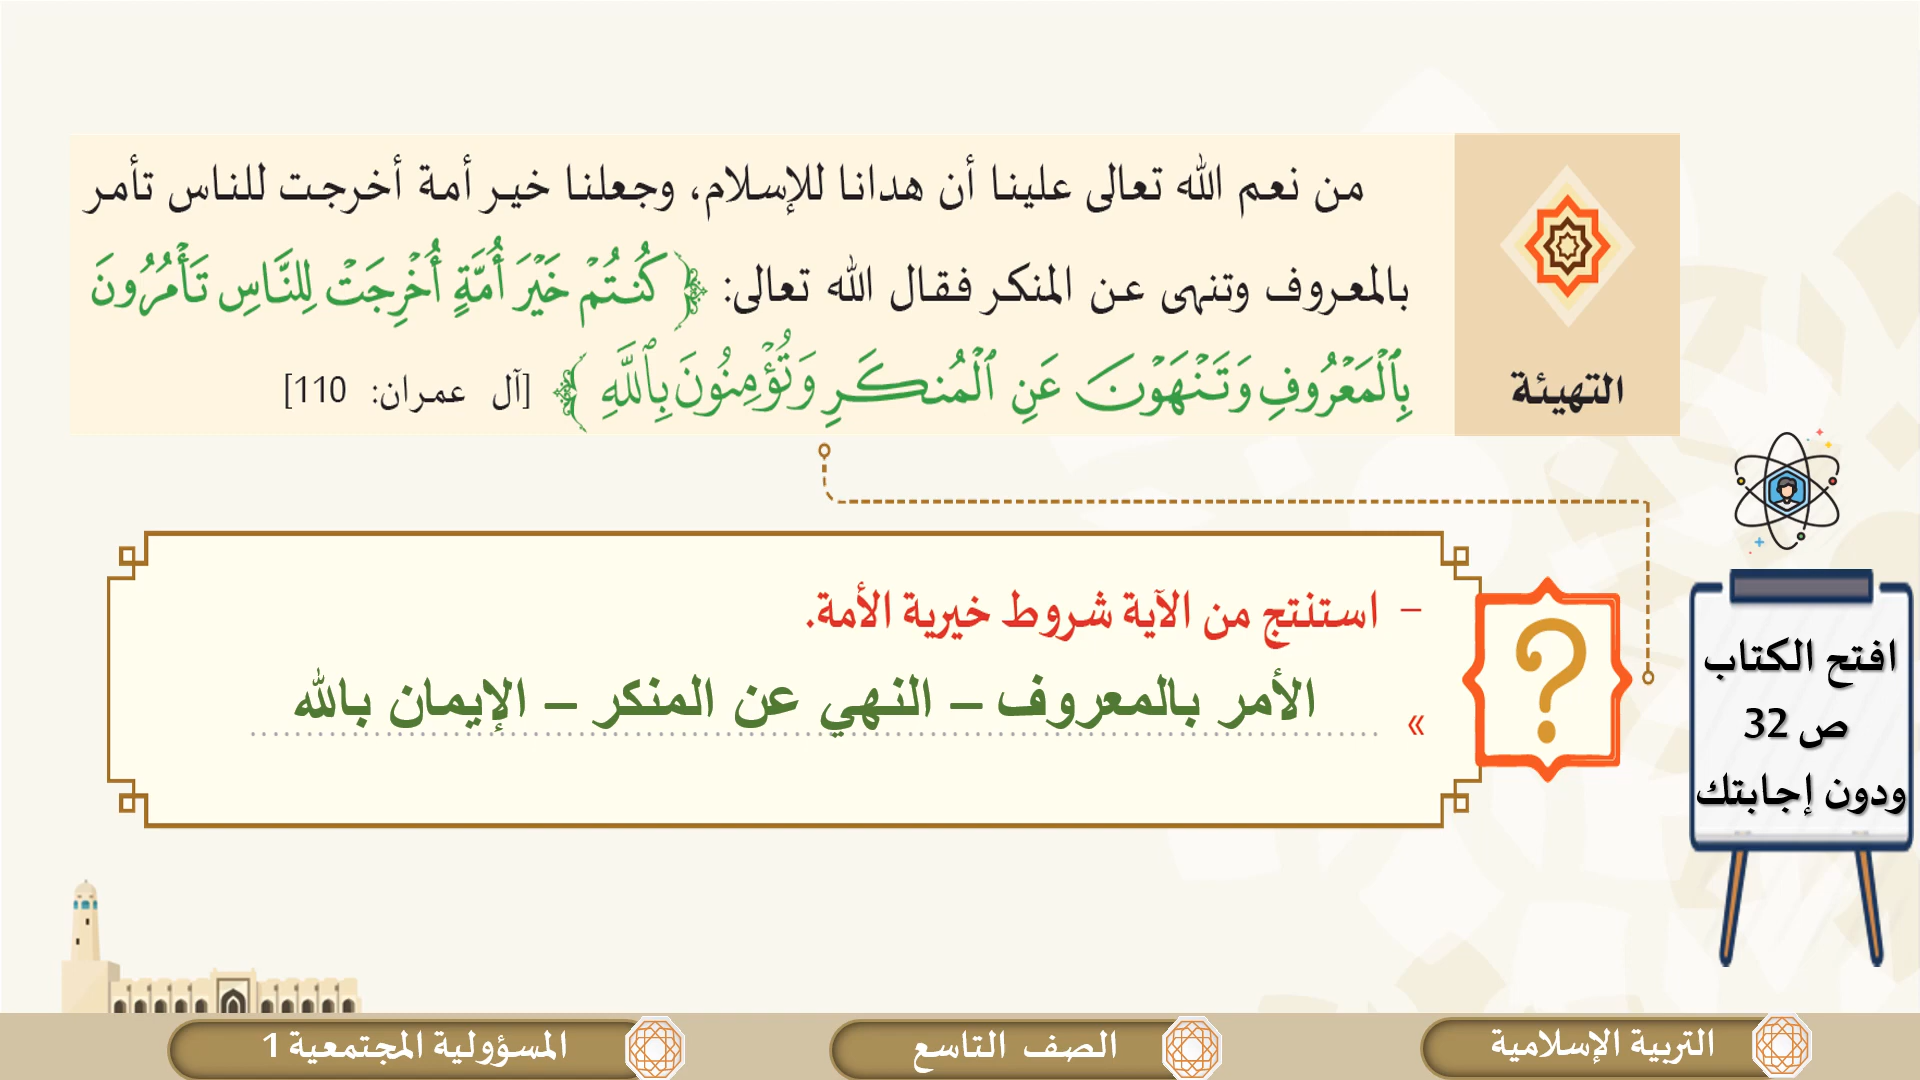 من نعم الله تعالى علينا أن هدانا للإسلام، وجعلنا خير أمة أخرجت للناس تأمر
بالمعروف وتنهى عن المنكر فقال الله تعالى: ﴿كُنتُمْ خَيْرَ أُمَّةٍ أُخْرِجَتْ لِلنَّاسِ تَأْمُرُونَ
بِٱلْمَعْرُوفِ وَتَنْهَوْنَ عَنِ ٱلْمُنكَرِ وَتُؤْمِنُونَ بِٱللَّهِ﴾ [آل عمران: 110]
التهيئة
– استنتج من الآية شروط خيرية الأمة.
» الأمر بالمعروف – النهي عن المنكر – الإيمان بالله
؟
افتح الكتاب
ص 32
ودون إجابتك
التربية الإسلامية
الصف التاسع
المسؤولية المجتمعية 1